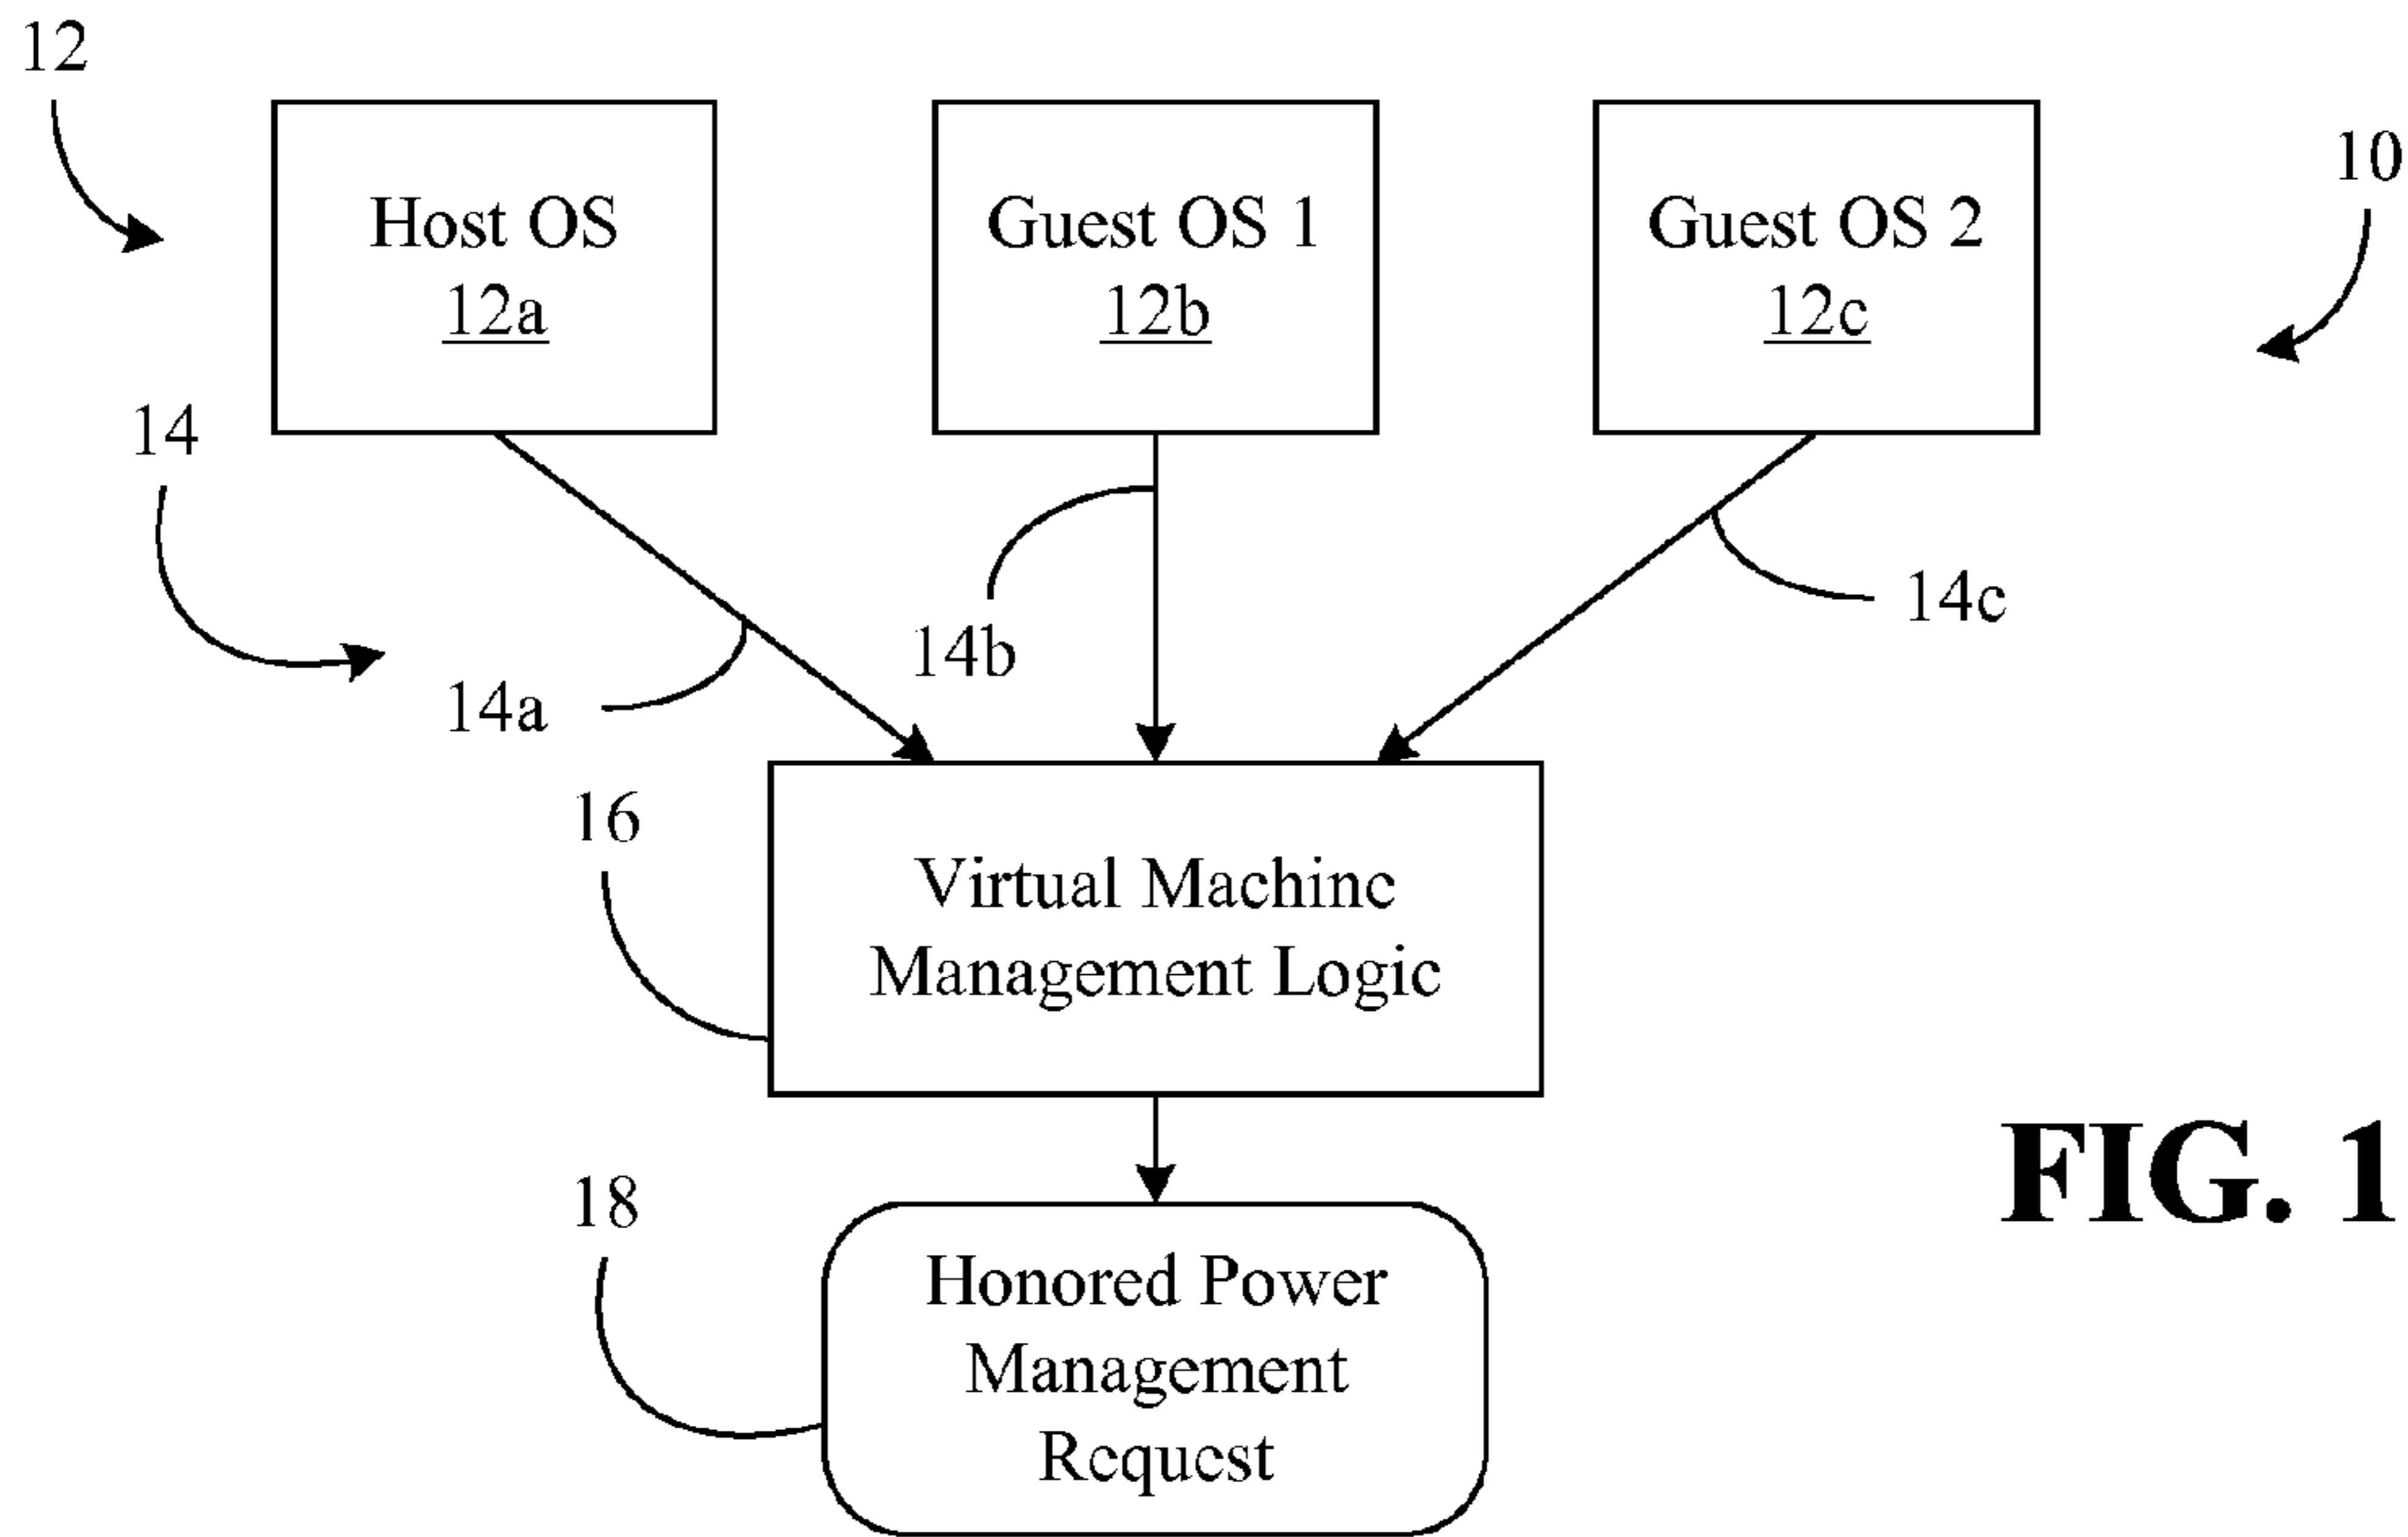 12
10
Host OS
12a
Guest OS 1
12b
Guest OS 2
12c
14
14a
14b
14c
16
Virtual Machine
Management Logic
18
Honored Power
Management
Request
FIG. 1